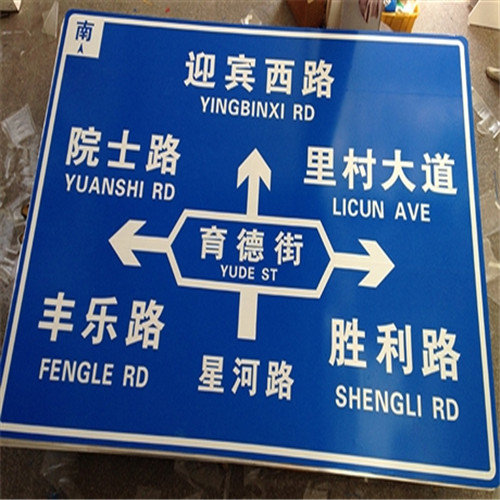 南
迎宾西路
YINGBINXI RD
院士路
YUANSHI RD
里村大道
LICUN AVE
育德街
YUDE ST
丰乐路
FENGLE RD
星河路
胜利路
SHENGLI RD